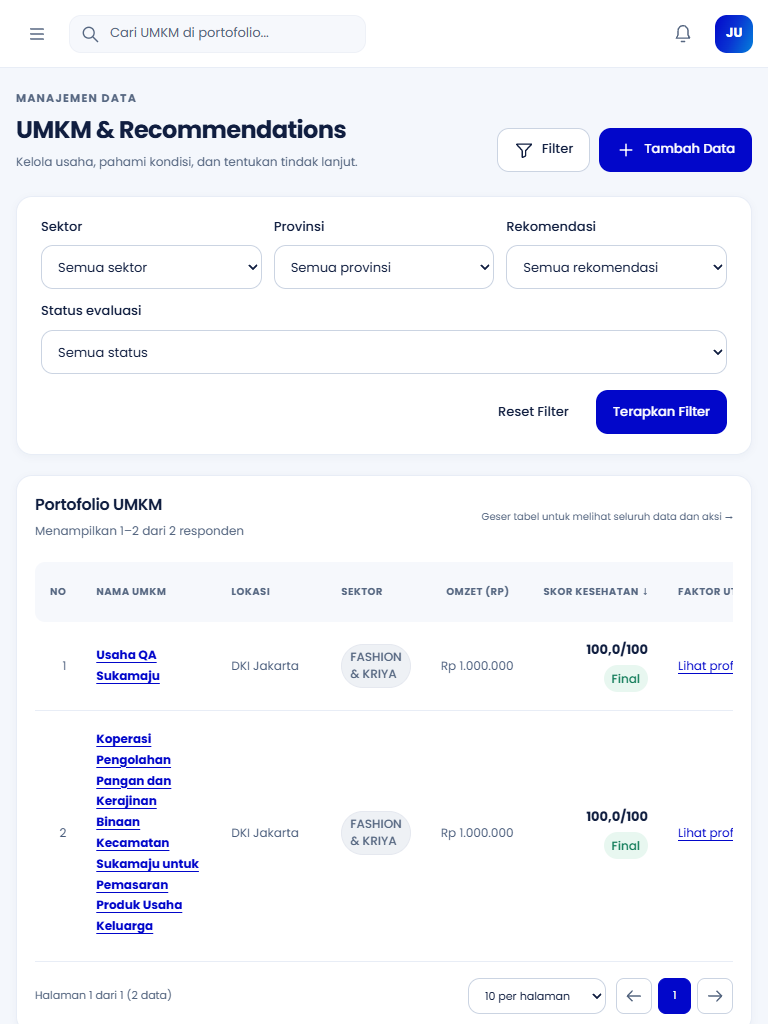 Cari UMKM di portofolio...
JU
MANAJEMEN DATA
UMKM & Recommendations
Kelola usaha, pahami kondisi, dan tentukan tindak lanjut.
Filter
Tambah Data
Sektor
Provinsi
Rekomendasi
Semua sektor
Semua provinsi
Semua rekomendasi
Status evaluasi
Semua status
Reset Filter
Terapkan Filter
Portofolio UMKM
Menampilkan 1–2 dari 2 responden
Geser tabel untuk melihat seluruh data dan aksi →
NO NAMA UMKM LOKASI SEKTOR OMZET (RP) SKOR KESEHATAN ↓ FAKTOR UT
1
Usaha QA
Sukamaju
DKI Jakarta
FASHION
& KRIYA
Rp 1.000.000
100,0/100
Final
Lihat prof
2
Koperasi
Pengolahan
Pangan dan
Kerajinan
Binaan
Kecamatan
Sukamaju untuk
Pemasaran
Produk Usaha
Keluarga
DKI Jakarta
FASHION
& KRIYA
Rp 1.000.000
100,0/100
Final
Lihat prof
Halaman 1 dari 1 (2 data)
10 per halaman
← 1 →